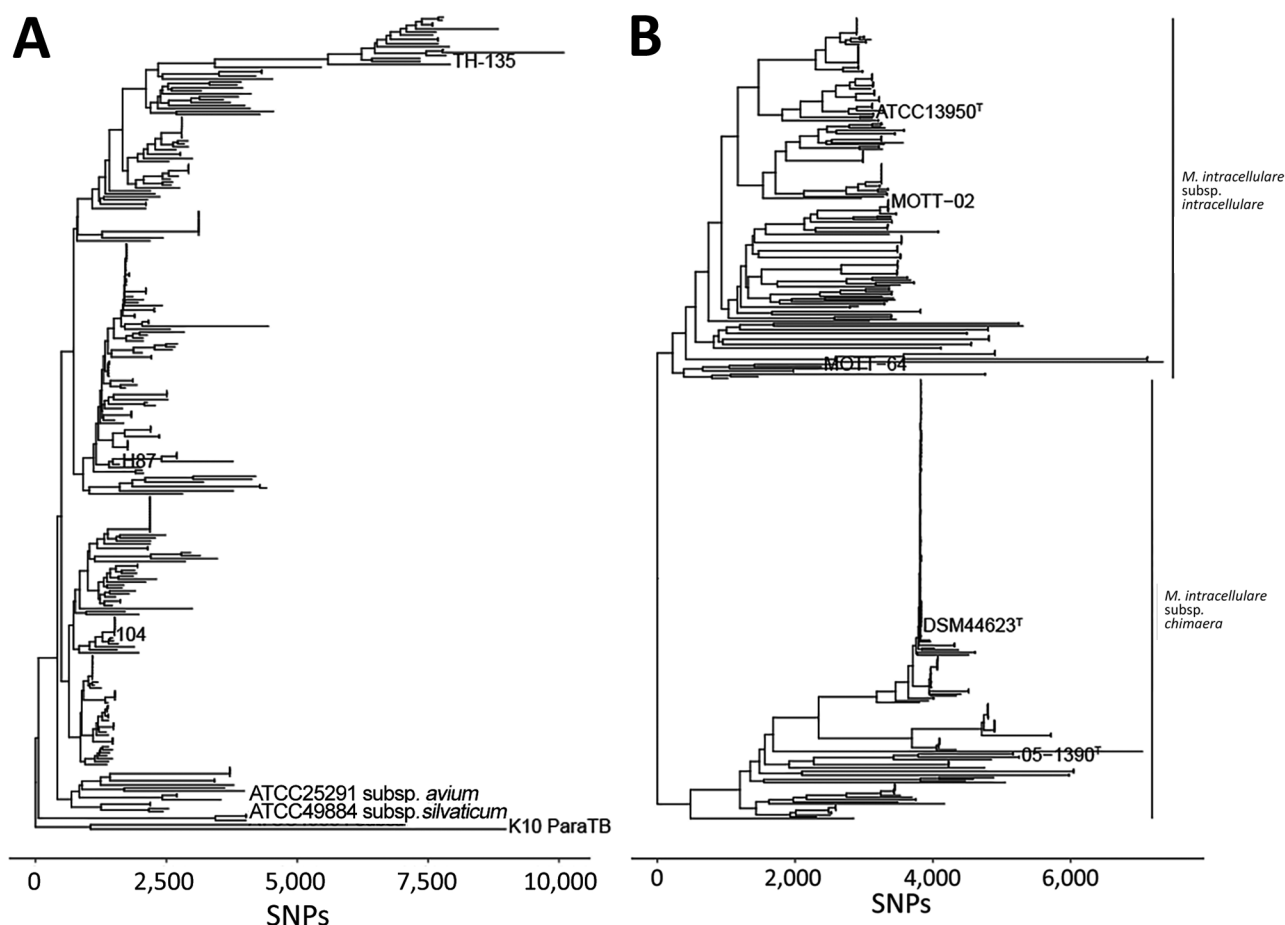 A
TH-135
H87
104
ATCC25291 subsp. avium
ATCC49884 subsp.silvaticum
K10 ParaTB
0 2,500 5,000 7,500 10,000
SNPs
B
ATCC13950ᵀ
MOTT−02
MOTT−64
M. intracellulare
subsp.
intracellulare
DSM44623ᵀ
05−1390ᵀ
M. intracellulare
subsp.
chimaera
0 2,000 4,000 6,000
SNPs